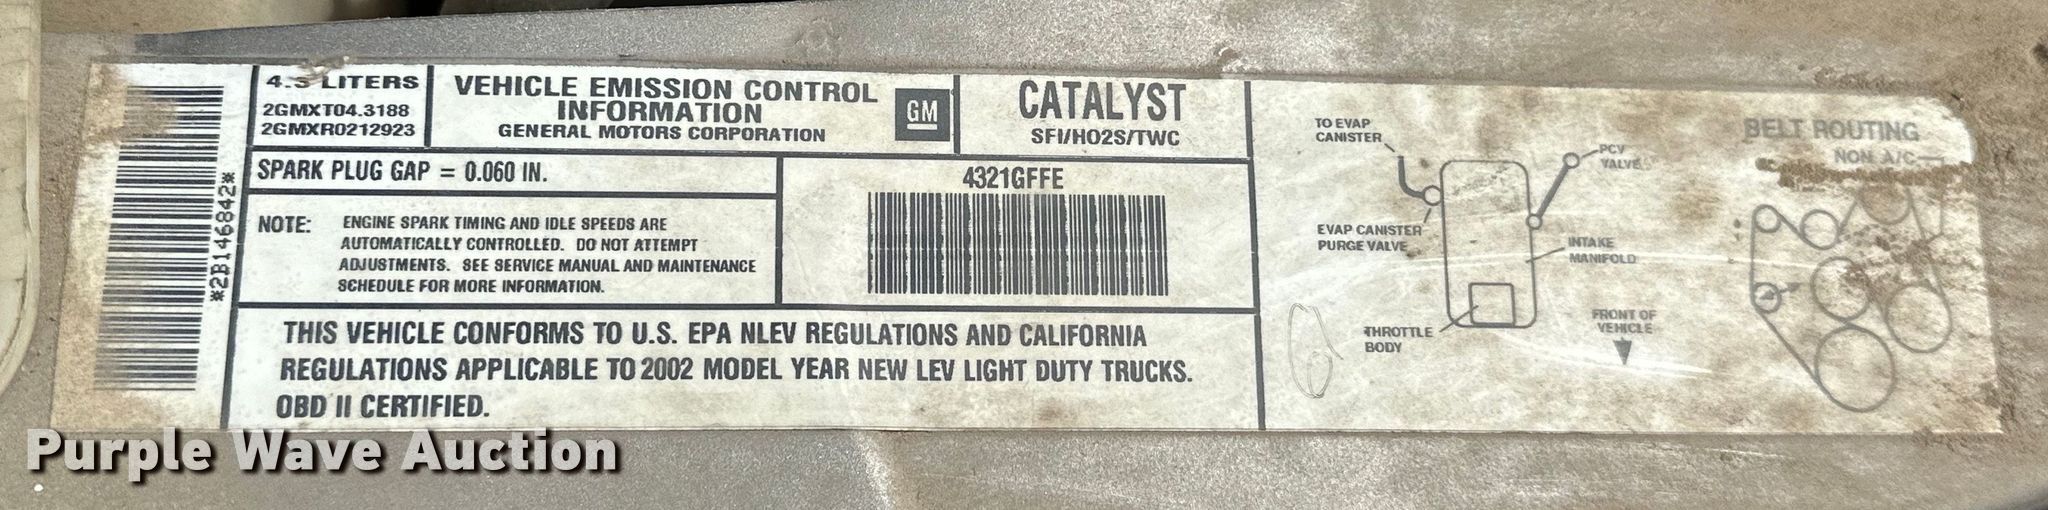 *2B146842*
4.3 LITERS
2GMXT04.3188
2GMXR0212923
VEHICLE EMISSION CONTROL
INFORMATION
GENERAL MOTORS CORPORATION
GM
CATALYST
SFI/HO2S/TWC
SPARK PLUG GAP = 0.060 IN.
NOTE: ENGINE SPARK TIMING AND IDLE SPEEDS ARE
AUTOMATICALLY CONTROLLED. DO NOT ATTEMPT
ADJUSTMENTS. SEE SERVICE MANUAL AND MAINTENANCE
SCHEDULE FOR MORE INFORMATION.
4321GFFE
THIS VEHICLE CONFORMS TO U.S. EPA NLEV REGULATIONS AND CALIFORNIA
REGULATIONS APPLICABLE TO 2002 MODEL YEAR NEW LEV LIGHT DUTY TRUCKS.
OBD II CERTIFIED.
TO EVAP
CANISTER
PCV
VALVE
EVAP CANISTER
PURGE VALVE
INTAKE
MANIFOLD
THROTTLE
BODY
FRONT OF
VEHICLE
BELT ROUTING
NON A/C
Purple Wave Auction